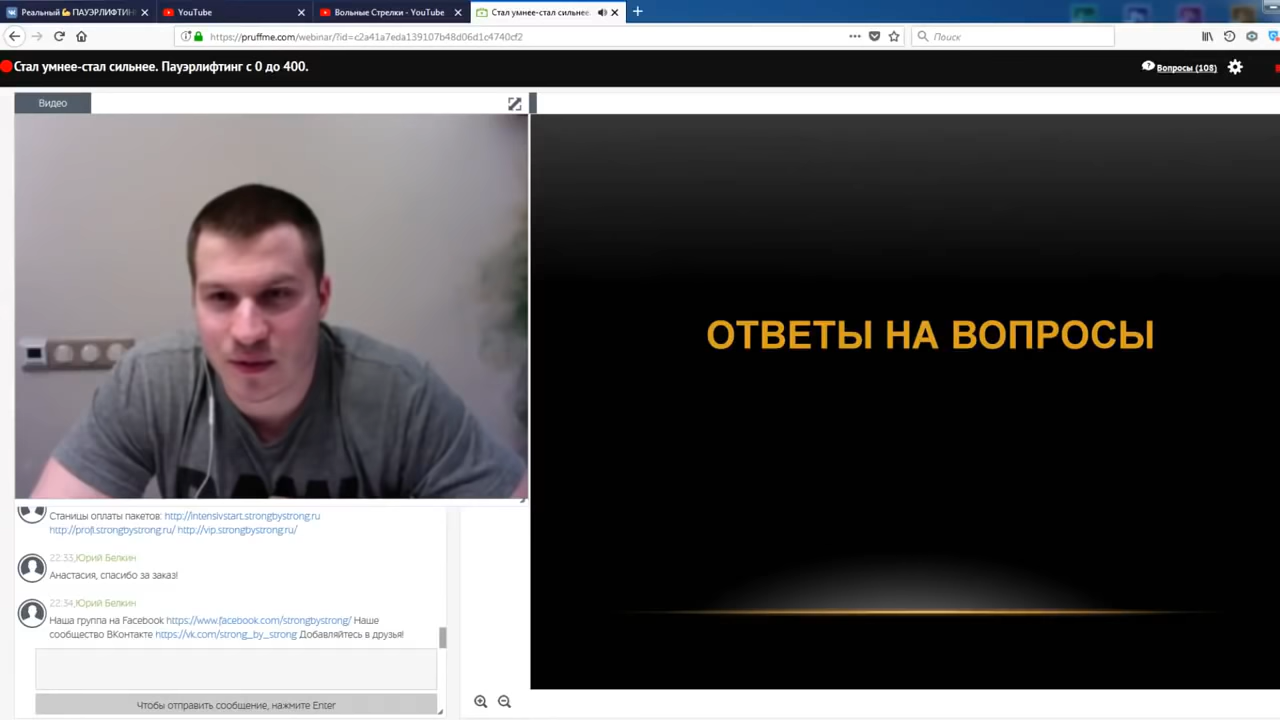 Реальный 💪 ПАУЭРЛИФТИН
YouTube
Вольные Стрелки - YouTube
Стал умнее-стал сильнее.
https://pruffme.com/webinar/?id=c2a41a7eda139107b48d06d1c4740cf2
Поиск
Стал умнее-стал сильнее. Пауэрлифтинг с 0 до 400.
Вопросы (108)
Видео
ОТВЕТЫ НА ВОПРОСЫ
Станицы оплаты пакетов: http://intensivstart.strongbystrong.ru
http://profi.strongbystrong.ru/ http://vip.strongbystrong.ru/
22:33 Юрий Белкин
Анастасия, спасибо за заказ!
22:34 Юрий Белкин
Наша группа на Facebook https://www.facebook.com/strongbystrong/ Наше
сообщество ВКонтакте https://vk.com/strong_by_strong Добавляйтесь в друзья!
Чтобы отправить сообщение, нажмите Enter